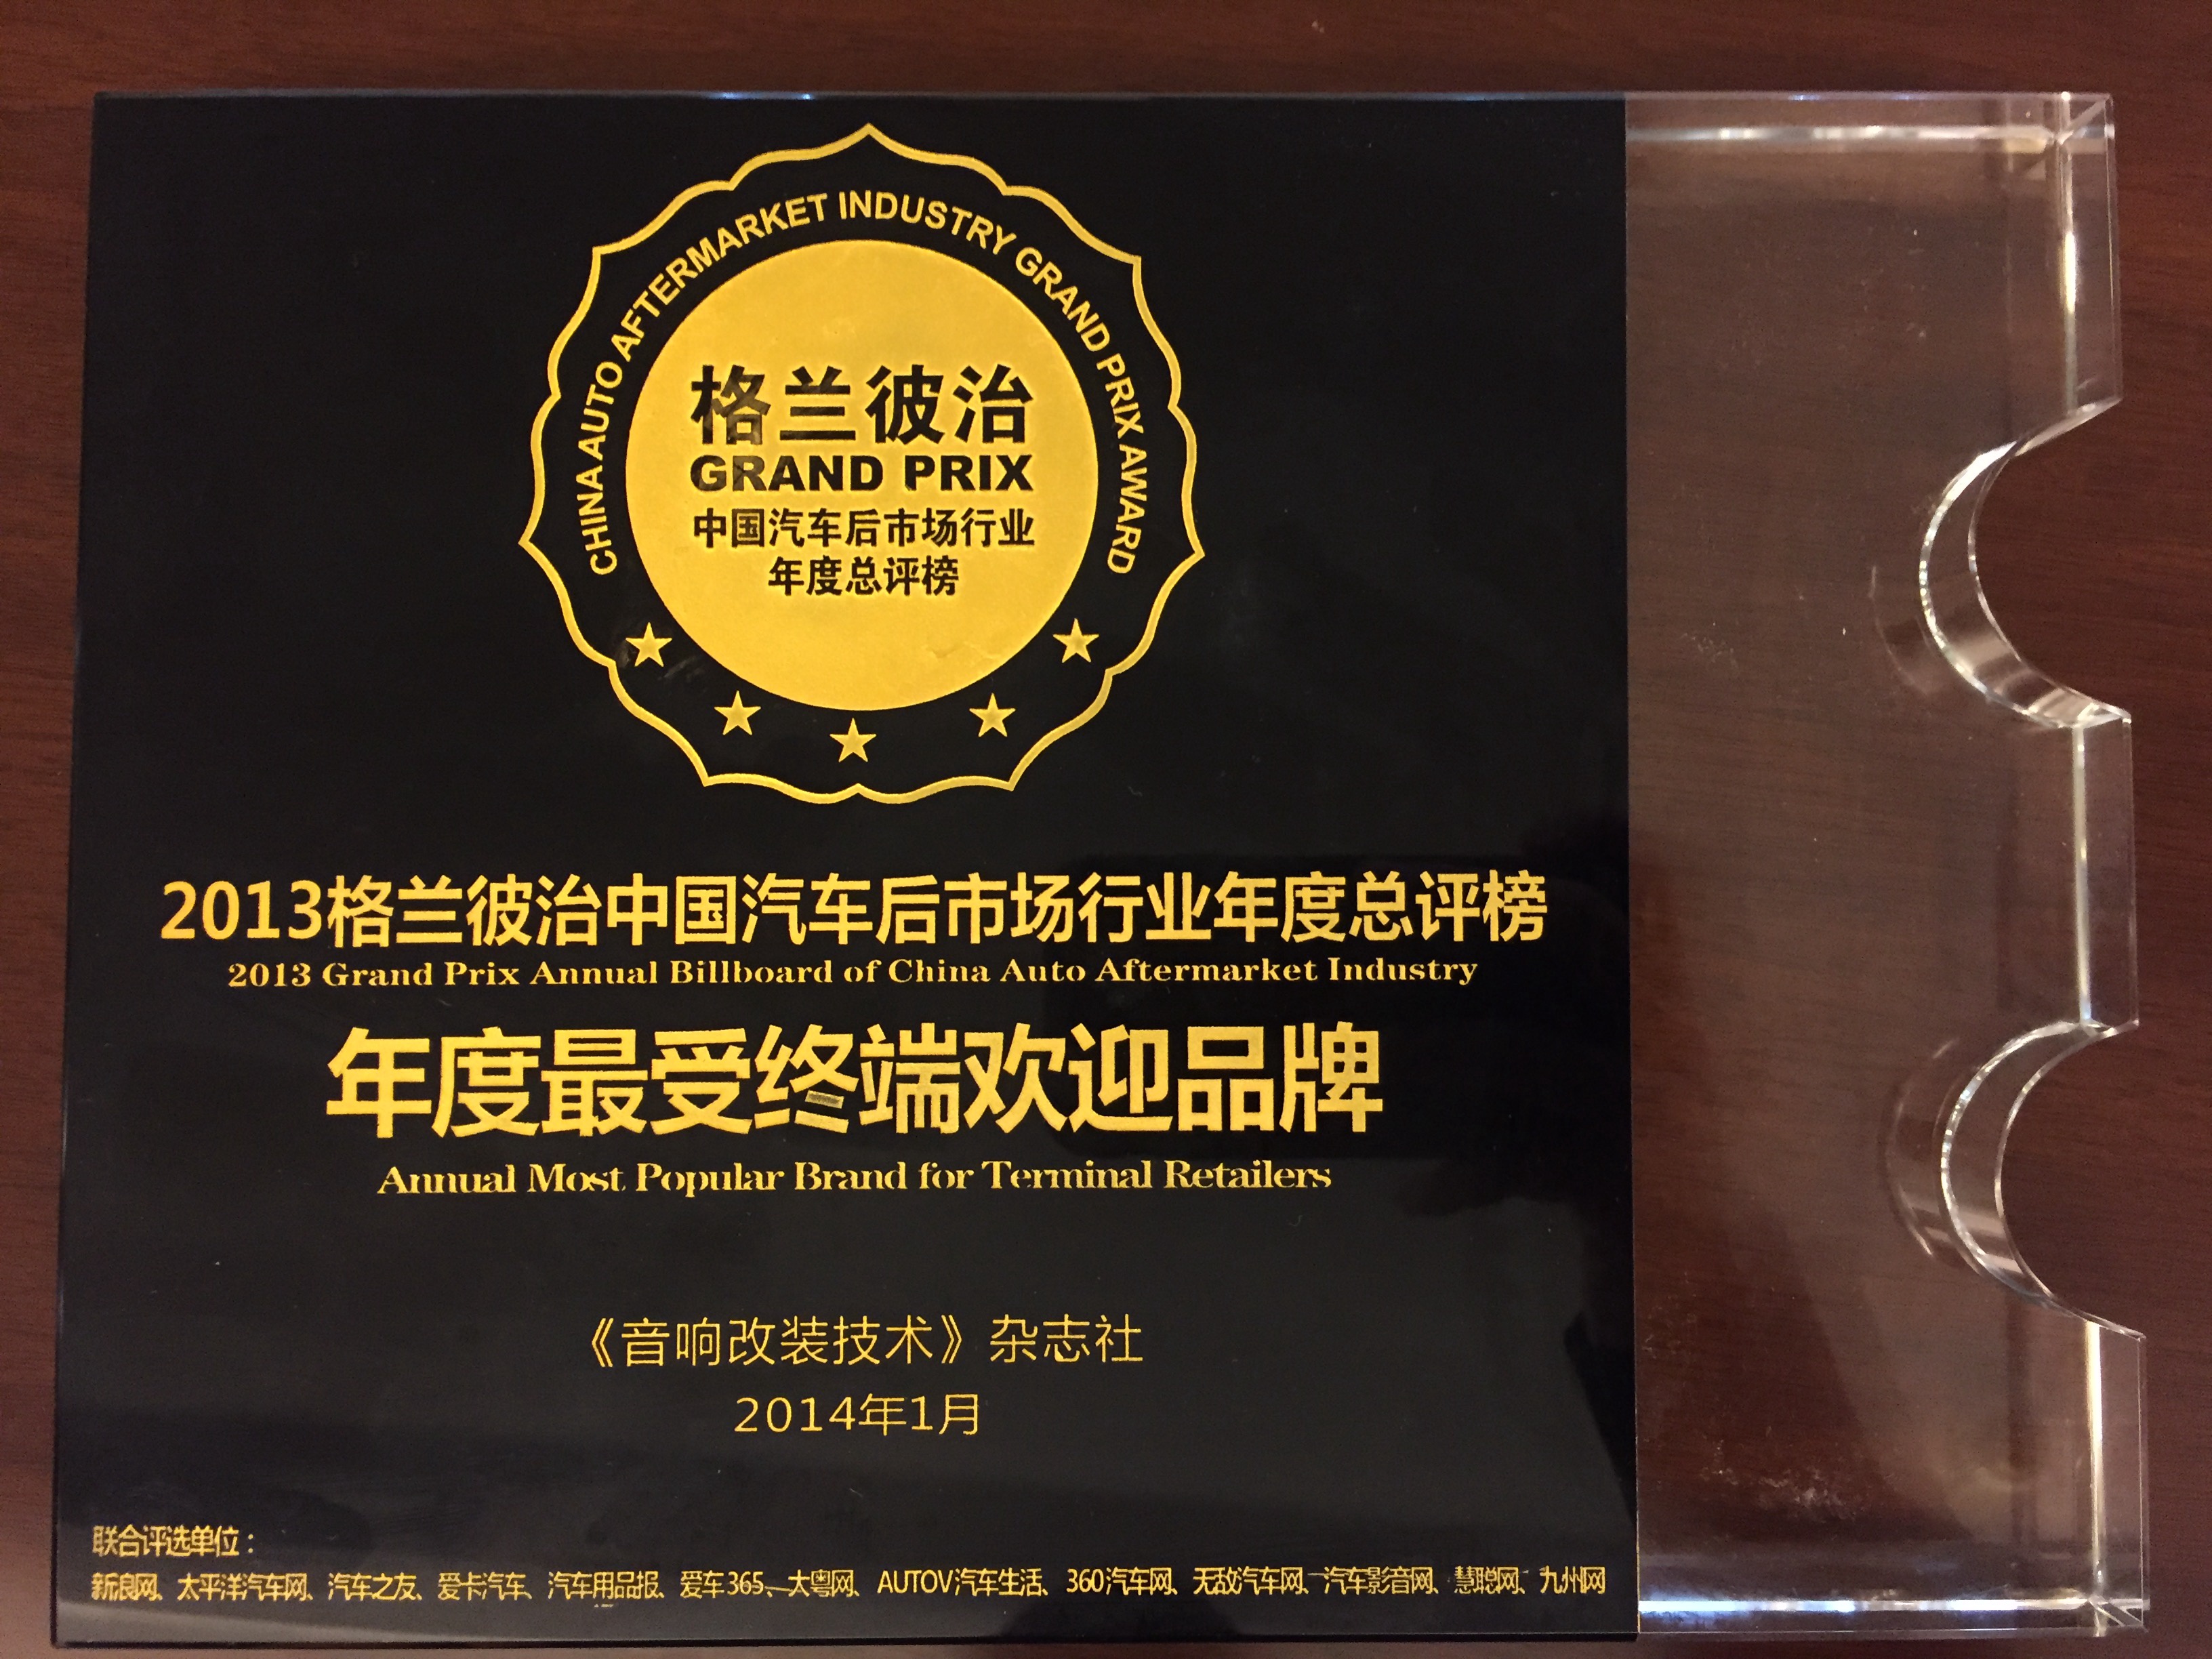 CHINA AUTO AFTERMARKET INDUSTRY GRAND PRIX AWARD
格兰彼治
GRAND PRIX
中国汽车后市场行业
年度总评榜
2013格兰彼治中国汽车后市场行业年度总评榜
2013 Grand Prix Annual Billboard of China Auto Aftermarket Industry
年度最受终端欢迎品牌
Annual Most Popular Brand for Terminal Retailers
《音响改装技术》杂志社
2014年1月
联合评选单位：
新浪网、太平洋汽车网、汽车之友、爱卡汽车、汽车用品报、爱车365、大粤网、AUTOV汽车生活、360汽车网、无敌汽车网、汽车影音网、慧聪网、九州网